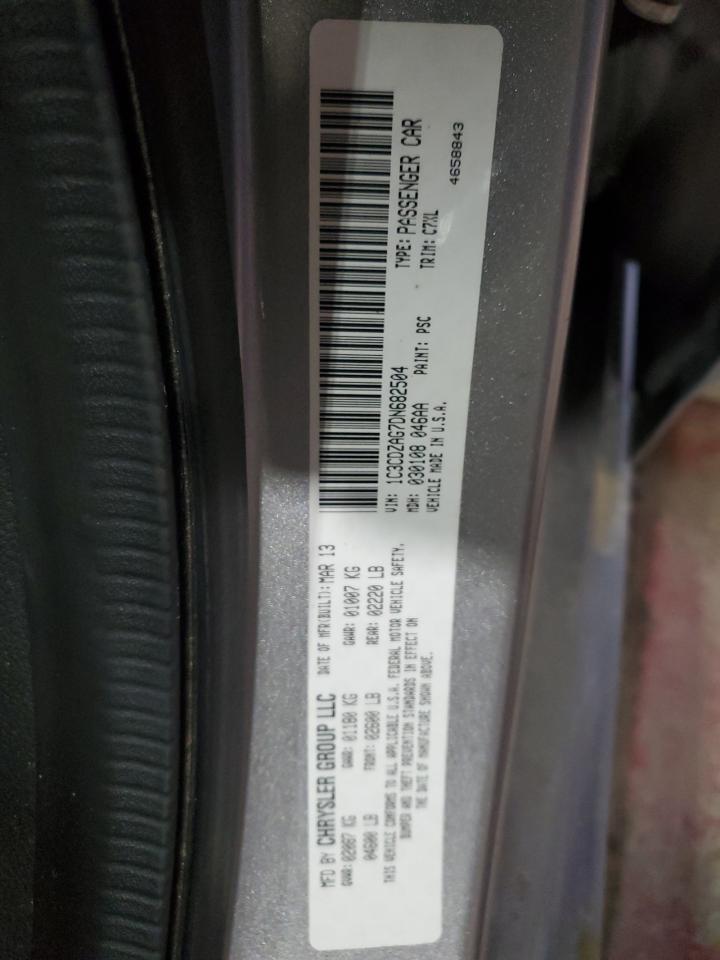 MFD BY CHRYSLER GROUP LLC DATE OF MFR(BUILT): MAR 13
GVWR: 02087 KG GAWR: 01180 KG GAWR: 01007 KG
04600 LB FRONT: 02600 LB REAR: 02220 LB
THIS VEHICLE CONFORMS TO ALL APPLICABLE U.S.A. FEDERAL MOTOR VEHICLE SAFETY,
BUMPER AND THEFT PREVENTION STANDARDS IN EFFECT ON
THE DATE OF MANUFACTURE SHOWN ABOVE.
VIN: 1C3CDZAG7DN682504 TYPE: PASSENGER CAR
MDH: 030108 046AA PAINT: PSC TRIM: C7XL
VEHICLE MADE IN U.S.A.
4658843